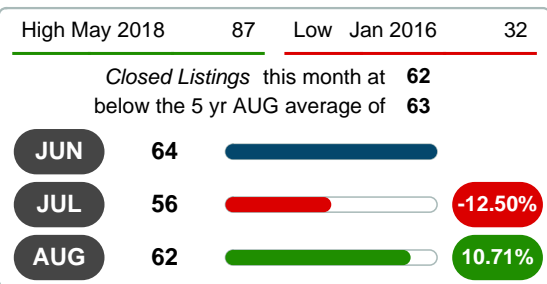 High May 2018 87 Low Jan 2016 32
Closed Listings this month at 62
below the 5 yr AUG average of 63
JUN 64
JUL 56 -12.50%
AUG 62 10.71%